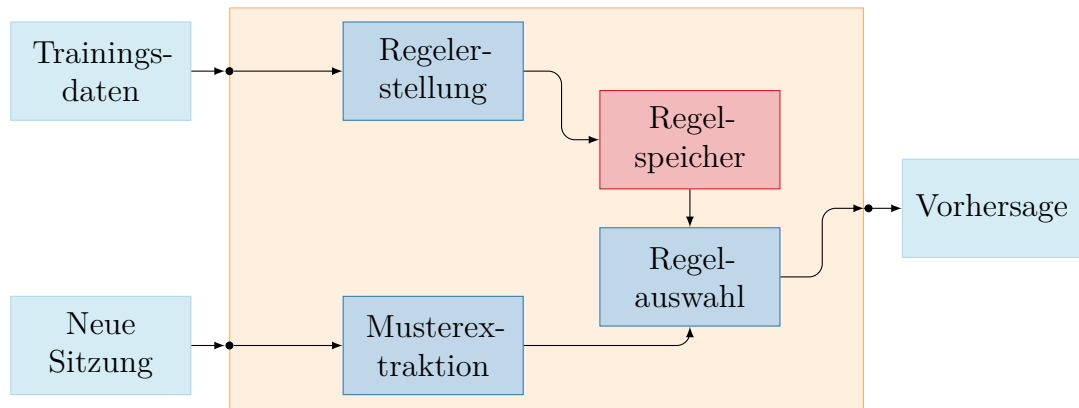 Trainings-
daten
Regeler-
stellung
Regel-
speicher
Vorhersage
Regel-
auswahl
Neue
Sitzung
Musterex-
traktion